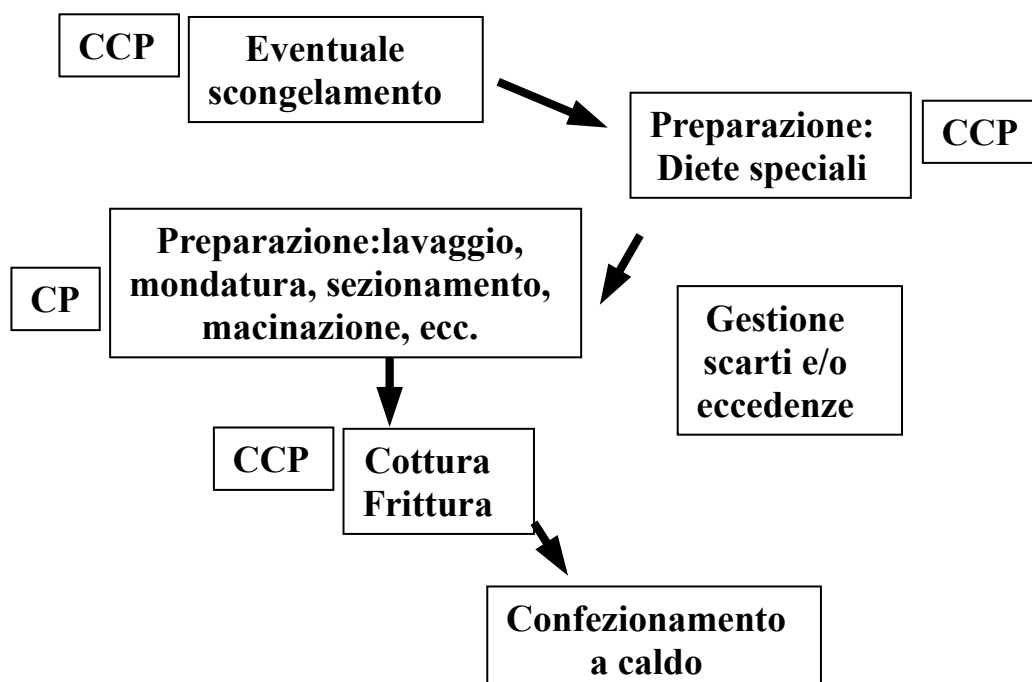 CCP
Eventuale
scongelamento
Preparazione:
Diete speciali
CCP
CP
Preparazione:lavaggio,
mondatura, sezionamento,
macinazione, ecc.
Gestione
scarti e/o
eccedenze
CCP
Cottura
Frittura
Confezionamento
a caldo